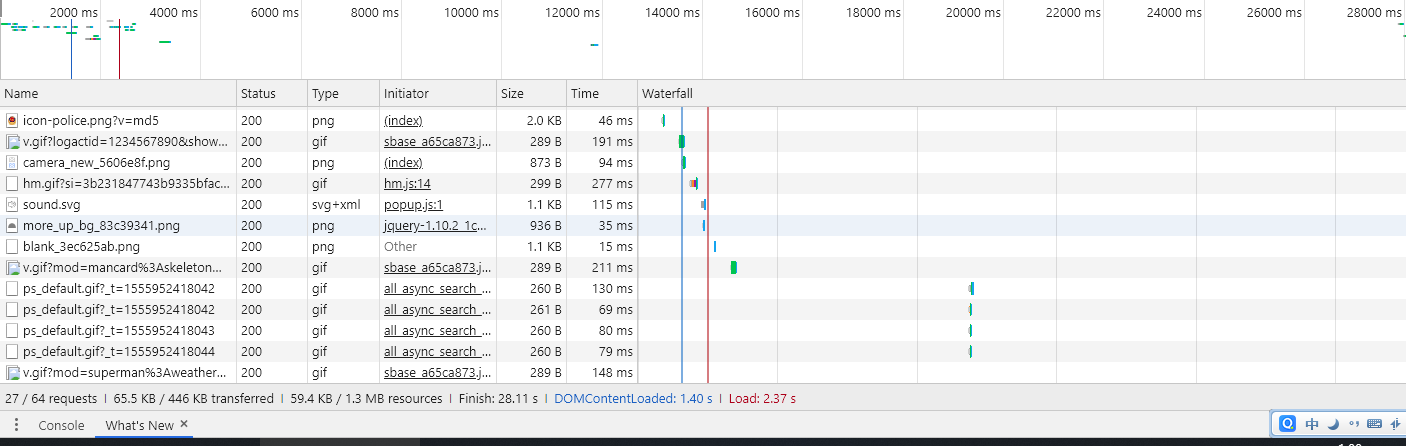 2000 ms 4000 ms 6000 ms 8000 ms 10000 ms 12000 ms 14000 ms 16000 ms 18000 ms 20000 ms 22000 ms 24000 ms 26000 ms 28000 ms
Name Status Type Initiator Size Time Waterfall
icon-police.png?v=md5 200 png (index) 2.0 KB 46 ms
v.gif?logactid=1234567890&show... 200 gif sbase_a65ca873.j... 289 B 191 ms
camera_new_5606e8f.png 200 png (index) 873 B 94 ms
hm.gif?si=3b231847743b9335bfac... 200 gif hm.js:14 299 B 277 ms
sound.svg 200 svg+xml popup.js:1 1.1 KB 115 ms
more_up_bg_83c39341.png 200 png jquery-1.10.2_1c... 936 B 35 ms
blank_3ec625ab.png 200 png Other 1.1 KB 15 ms
v.gif?mod=mancard%3Askeleton... 200 gif sbase_a65ca873.j... 289 B 211 ms
ps_default.gif?_t=1555952418042 200 gif all_async_search_... 260 B 130 ms
ps_default.gif?_t=1555952418042 200 gif all_async_search_... 261 B 69 ms
ps_default.gif?_t=1555952418043 200 gif all_async_search_... 260 B 80 ms
ps_default.gif?_t=1555952418044 200 gif all_async_search_... 260 B 79 ms
v.gif?mod=superman%3Aweather... 200 gif sbase_a65ca873.j... 289 B 148 ms
27 / 64 requests 65.5 KB / 446 KB transferred 59.4 KB / 1.3 MB resources Finish: 28.11 s DOMContentLoaded: 1.40 s Load: 2.37 s
Console What's New × 中